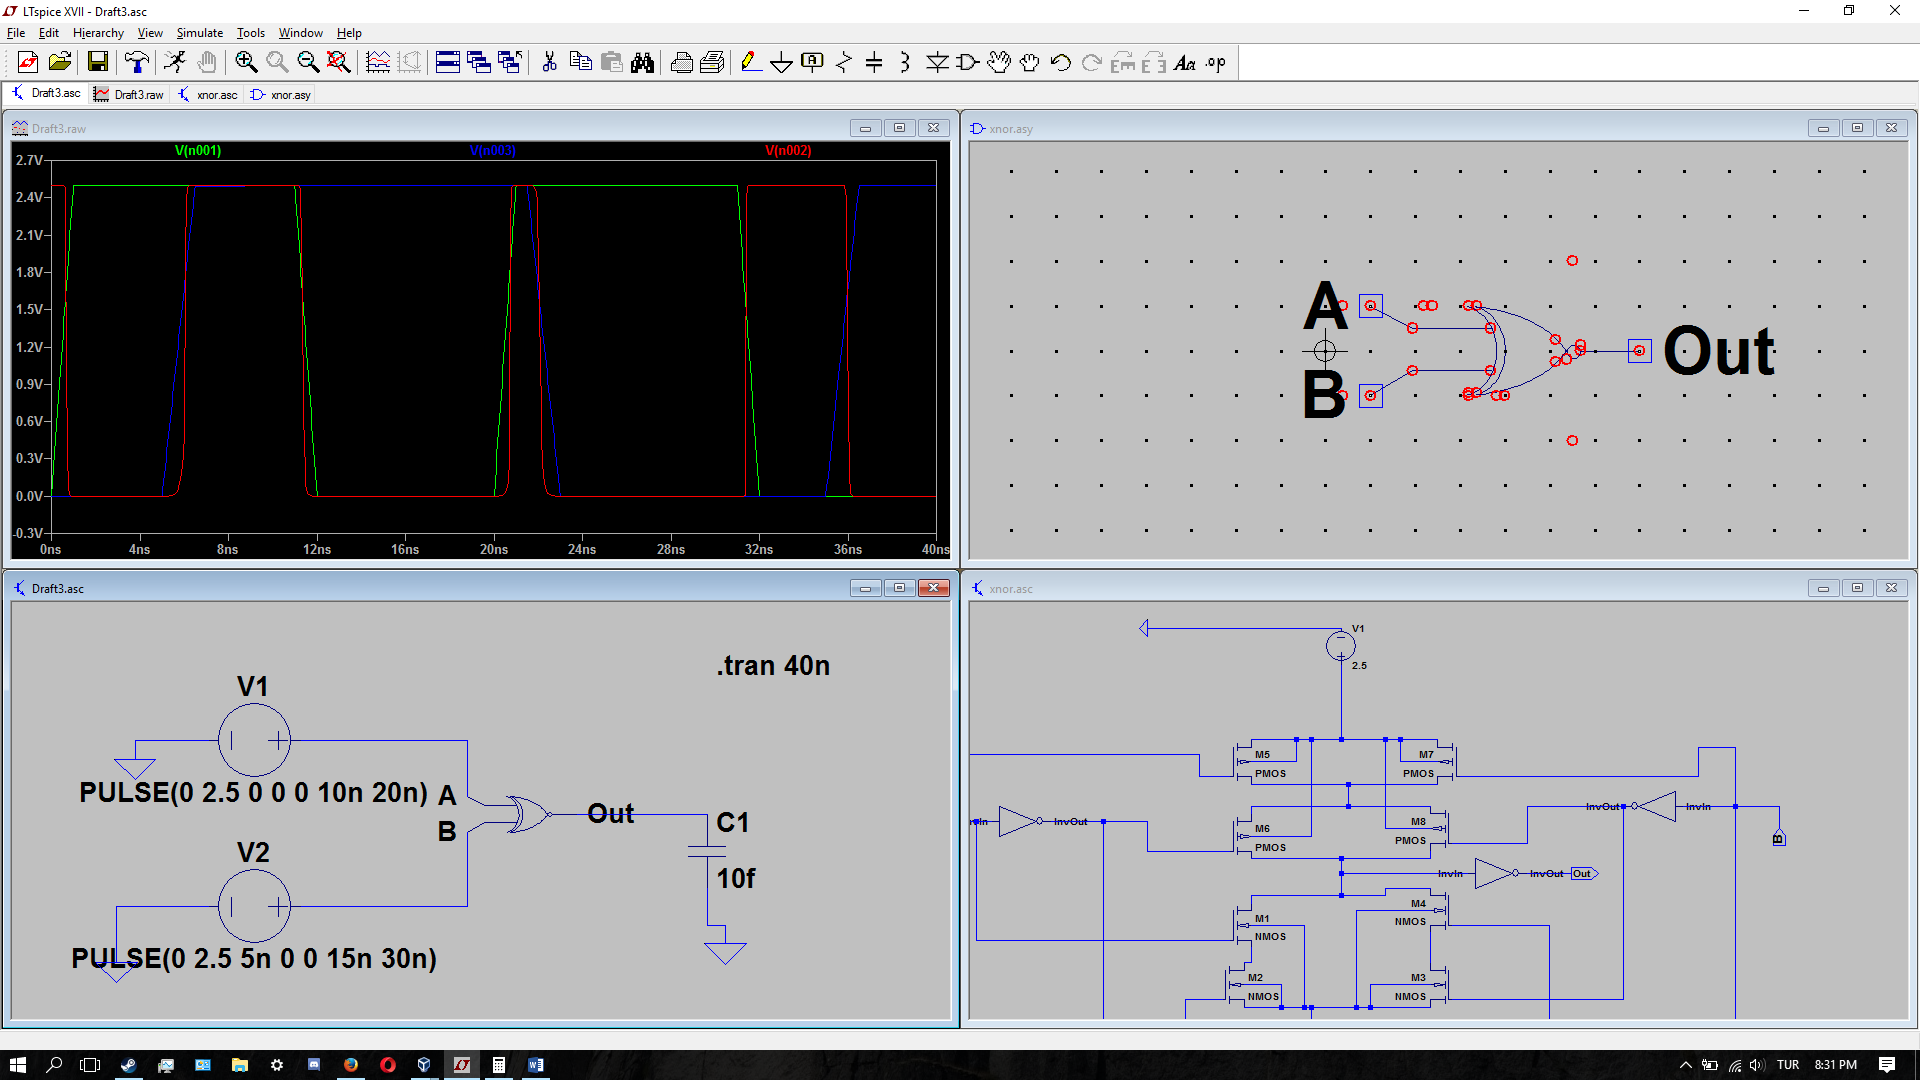 LTspice XVII - Draft3.asc
File Edit Hierarchy View Simulate Tools Window Help
Draft3.asc Draft3.raw xnor.asc xnor.asy
Draft3.raw
V(n001) V(n003) V(n002)
2.7V
2.4V
2.1V
1.8V
1.5V
1.2V
0.9V
0.6V
0.3V
0.0V
-0.3V
0ns 4ns 8ns 12ns 16ns 20ns 24ns 28ns 32ns 36ns 40ns
xnor.asy
A
B
Out
Draft3.asc
.tran 40n
V1
PULSE(0 2.5 0 0 0 10n 20n)
A
B
Out
C1
10f
V2
PULSE(0 2.5 5n 0 0 15n 30n)
xnor.asc
V1
2.5
M5
PMOS
M7
PMOS
InvOut
M6
PMOS
M8
PMOS
InvOut InvIn
B
InvIn InvOut Out
M1
NMOS
M4
NMOS
M2
NMOS
M3
NMOS
TUR 8:31 PM